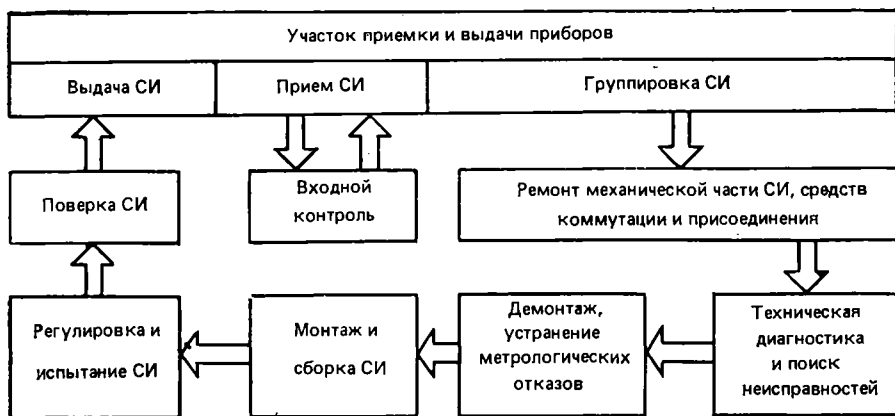 Участок приемки и выдачи приборов
Выдача СИ
Прием СИ
Группировка СИ
Поверка СИ
Входной
контроль
Ремонт механической части СИ, средств
коммутации и присоединения
Регулировка и
испытание СИ
Монтаж и
сборка СИ
Демонтаж,
устранение
метрологических
отказов
Техническая
диагностика
и поиск
неисправностей